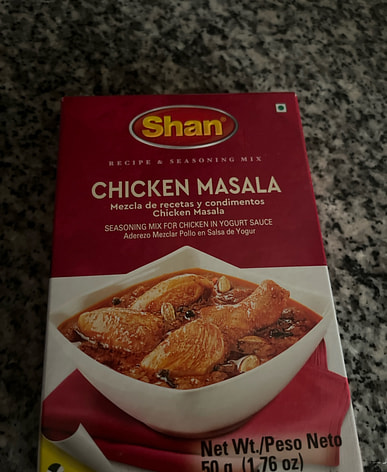 Shan
RECIPE & SEASONING MIX
CHICKEN MASALA
Mezcla de recetas y condimentos
Chicken Masala
SEASONING MIX FOR CHICKEN IN YOGURT SAUCE
Aderezo Mezclar Pollo en Salsa de Yogur
Net Wt./Peso Neto
50 g (1.76 oz)